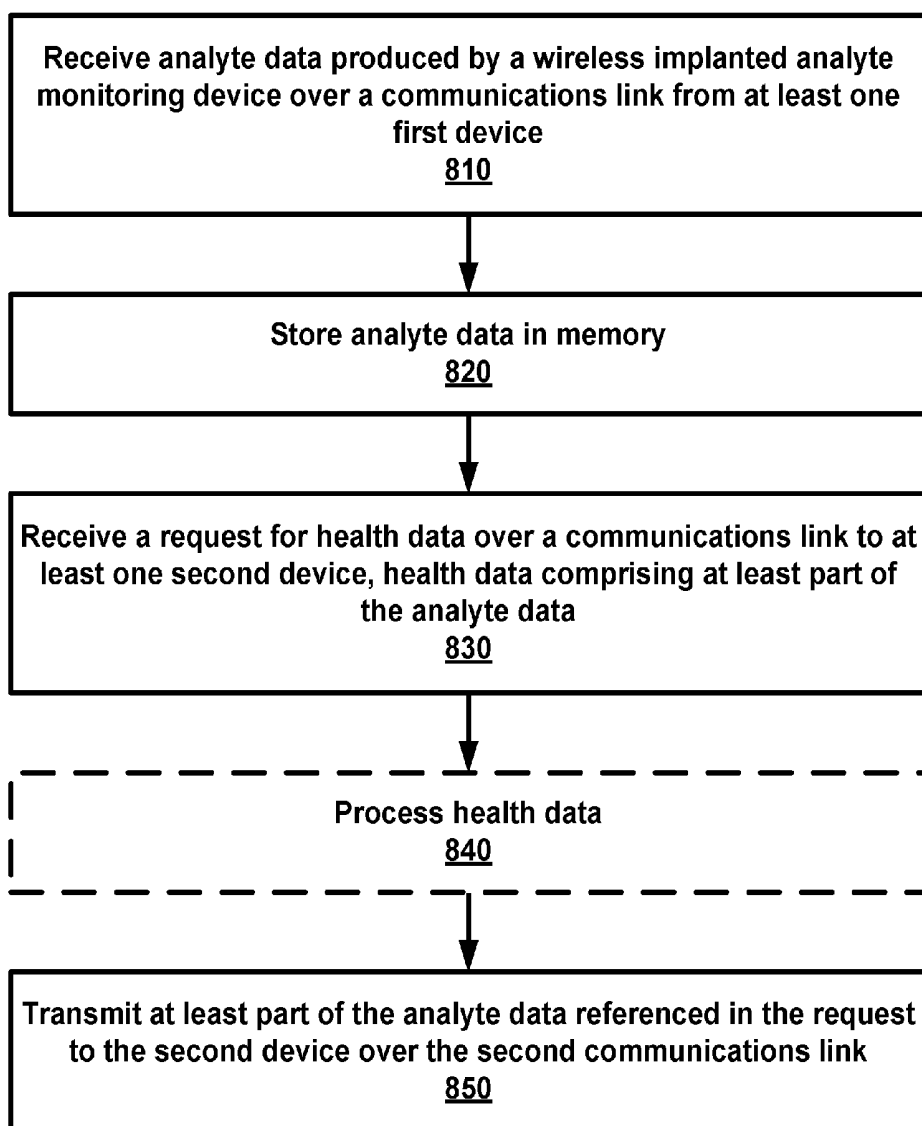 Receive analyte data produced by a wireless implanted analyte
monitoring device over a communications link from at least one
first device
810
Store analyte data in memory
820
Receive a request for health data over a communications link to at
least one second device, health data comprising at least part of
the analyte data
830
Process health data
840
Transmit at least part of the analyte data referenced in the request
to the second device over the second communications link
850